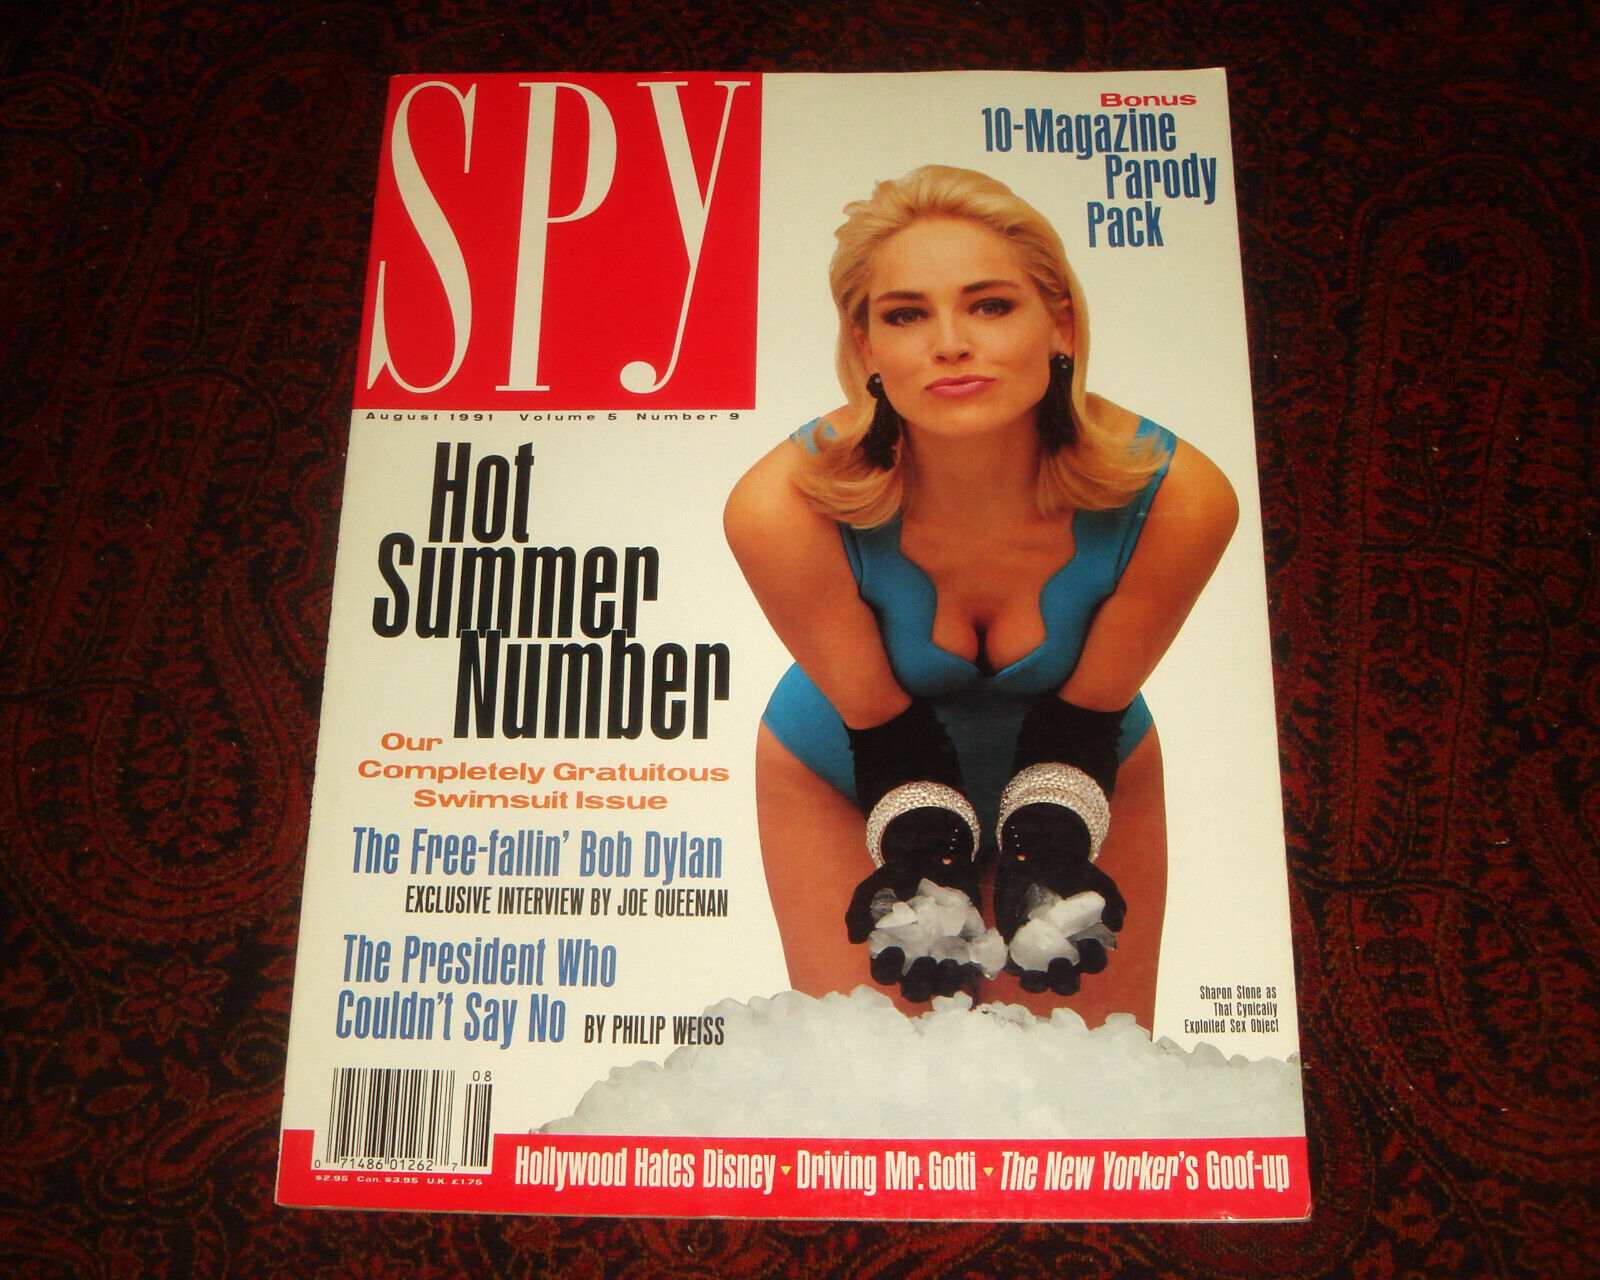 SPY
August 1991 Volume 5 Number 9
Bonus
10-Magazine
Parody
Pack
Hot
Summer
Number
Our
Completely Gratuitous
Swimsuit Issue
The Free-fallin' Bob Dylan
EXCLUSIVE INTERVIEW BY JOE QUEENAN
The President Who
Couldn't Say No BY PHILIP WEISS
Sharon Stone as
That Cynically
Exploited Sex Object
08
0 71486 01262 7
$2.95 Can. $3.95 U.K. £1.75
Hollywood Hates Disney Driving Mr. Gotti The New Yorker's Goof-up